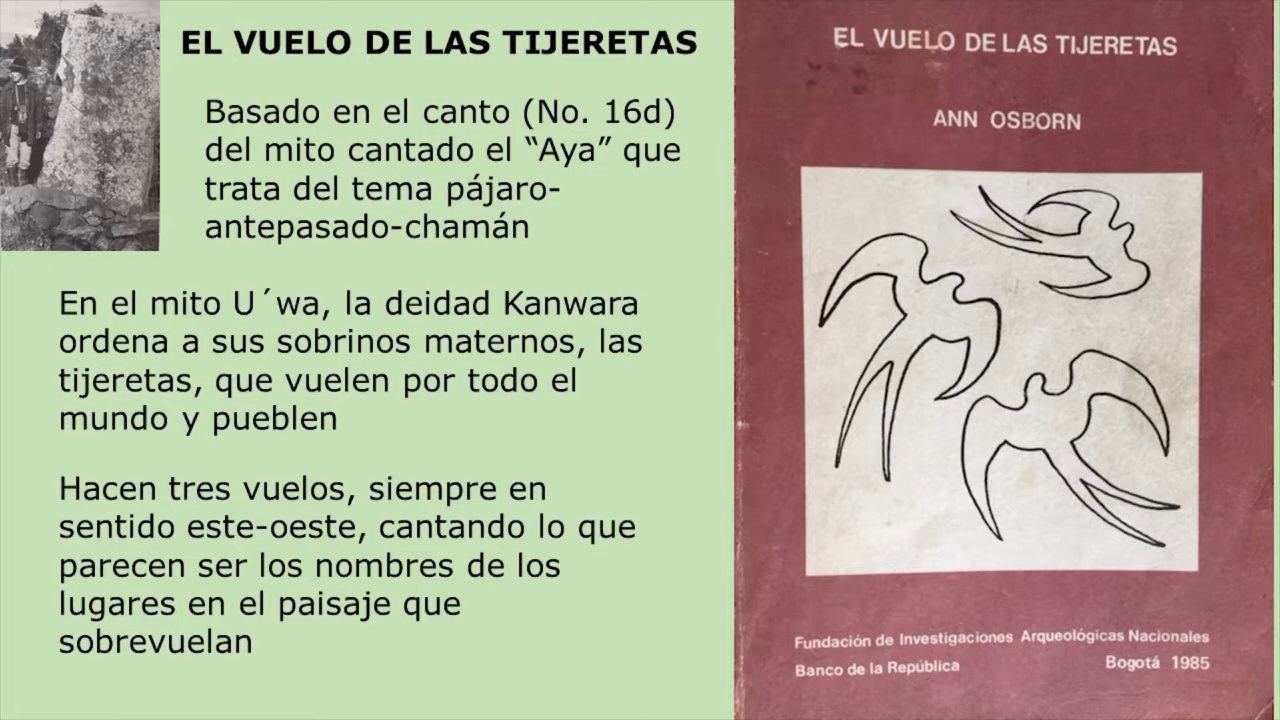 EL VUELO DE LAS TIJERETAS
Basado en el canto (No. 16d)
del mito cantado el “Aya” que
trata del tema pájaro-
antepasado-chamán
En el mito U´wa, la deidad Kanwara
ordena a sus sobrinos maternos, las
tijeretas, que vuelen por todo el
mundo y pueblen
Hacen tres vuelos, siempre en
sentido este-oeste, cantando lo que
parecen ser los nombres de los
lugares en el paisaje que
sobrevuelan
EL VUELO DE LAS TIJERETAS
ANN OSBORN
Fundación de Investigaciones Arqueológicas Nacionales
Banco de la República
Bogotá 1985